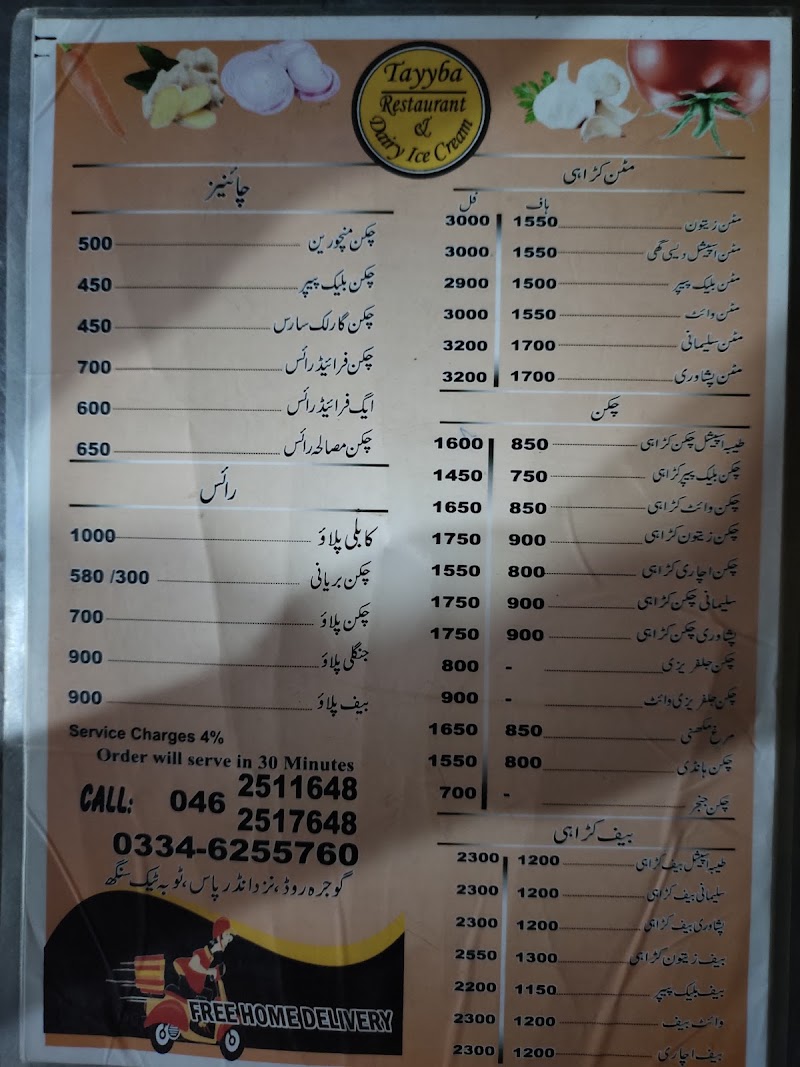 Tayyba
Restaurant
&
Dairy Ice Cream
چائنیز
چکن منچورین 500
چکن بلیک پیپر 450
چکن گارلک سارس 450
چکن فرائیڈ رائس 700
ایگ فرائیڈ رائس 600
چکن مصالحہ رائس 650
رائس
کابلی پلاؤ 1000
چکن بریانی 580 /300
چکن پلاؤ 700
جنگلی پلاؤ 900
بیف پلاؤ 900
Service Charges 4%
Order will serve in 30 Minutes
CALL: 046 2511648
2517648
0334-6255760
گوجرہ روڈ، نزد انڈر پاس، ٹوبہ ٹیک سنگھ
FREE HOME DELIVERY
مٹن کڑاہی
ہاف فل
مٹن زیتون 1550 3000
مٹن اسپیشل دیسی گھی 1550 3000
مٹن بلیک پیپر 1500 2900
مٹن وائٹ 1550 3000
مٹن سلیمانی 1700 3200
مٹن پشاوری 1700 3200
چکن
طیبہ اسپیشل چکن کڑاہی 850 1600
چکن بلیک پیپر کڑاہی 750 1450
چکن وائٹ کڑاہی 850 1650
چکن زیتون کڑاہی 900 1750
چکن اچاری کڑاہی 800 1550
سلیمانی چکن کڑاہی 900 1750
پشاوری چکن کڑاہی 900 1750
چکن جلفریزی - 800
چکن جلفریزی وائٹ - 900
مرغ مکھنی 850 1650
چکن ہانڈی 800 1550
چکن جنجر - 700
بیف کڑاہی
طیبہ اسپیشل بیف کڑاہی 1200 2300
سلیمانی بیف کڑاہی 1200 2300
پشاوری بیف کڑاہی 1200 2300
بیف زیتون کڑاہی 1300 2550
بیف بلیک پیپر 1150 2200
وائٹ بیف 1200 2300
بیف اچاری 1200 2300